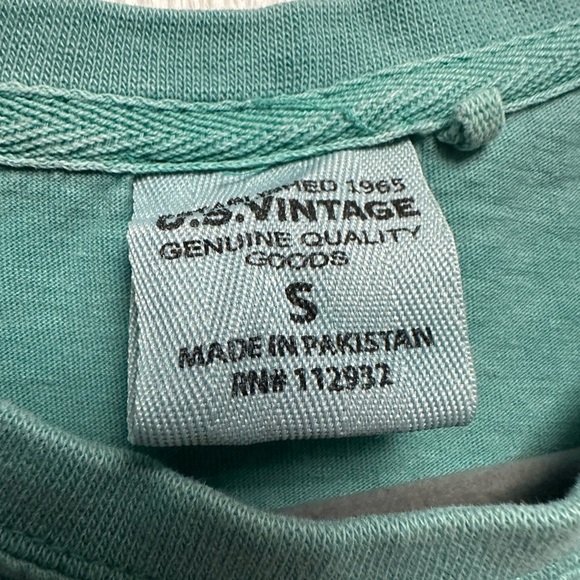 1965
U.S.VINTAGE
GENUINE QUALITY
GOODS
S
MADE IN PAKISTAN
RN# 112932